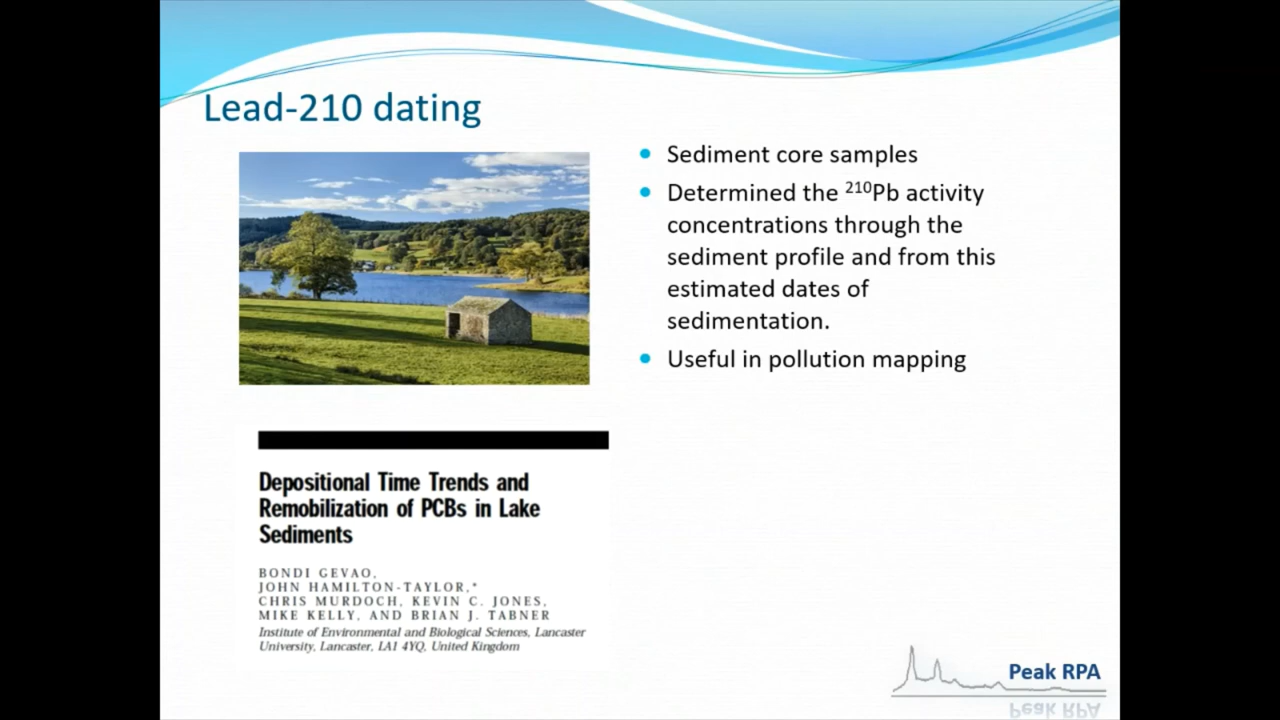 Lead-210 dating
Sediment core samples
Determined the ²¹⁰Pb activity
concentrations through the
sediment profile and from this
estimated dates of
sedimentation.
Useful in pollution mapping
Depositional Time Trends and
Remobilization of PCBs in Lake
Sediments
BONDI GEVAO,
JOHN HAMILTON-TAYLOR,*
CHRIS MURDOCH, KEVIN C. JONES,
MIKE KELLY, AND BRIAN J. TABNER
Institute of Environmental and Biological Sciences, Lancaster
University, Lancaster, LA1 4YQ, United Kingdom
Peak RPA